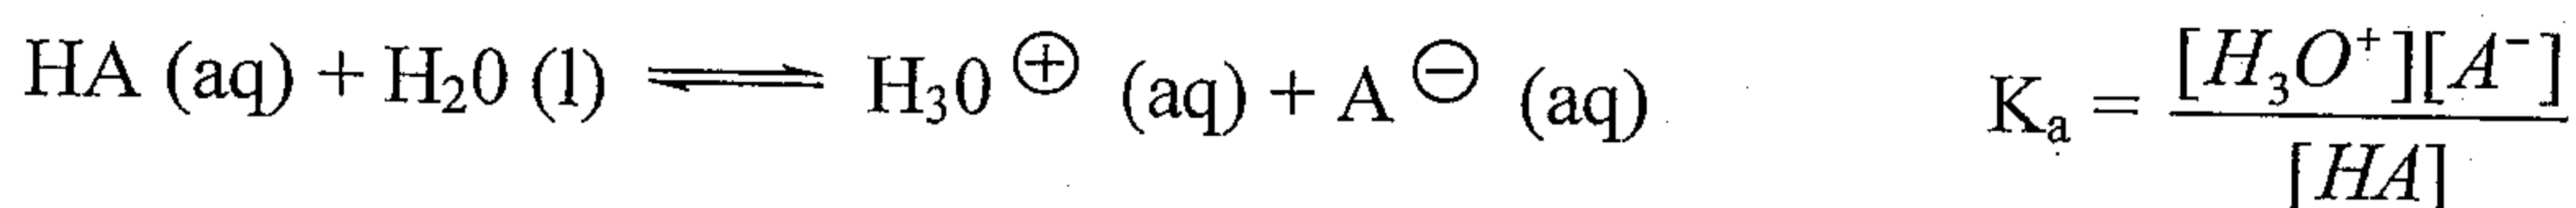 HA (aq) + H₂0 (l) ⇌ H₃0 ⊕ (aq) + A ⊖ (aq) Kₐ = [H₃O⁺][A⁻] / [HA]